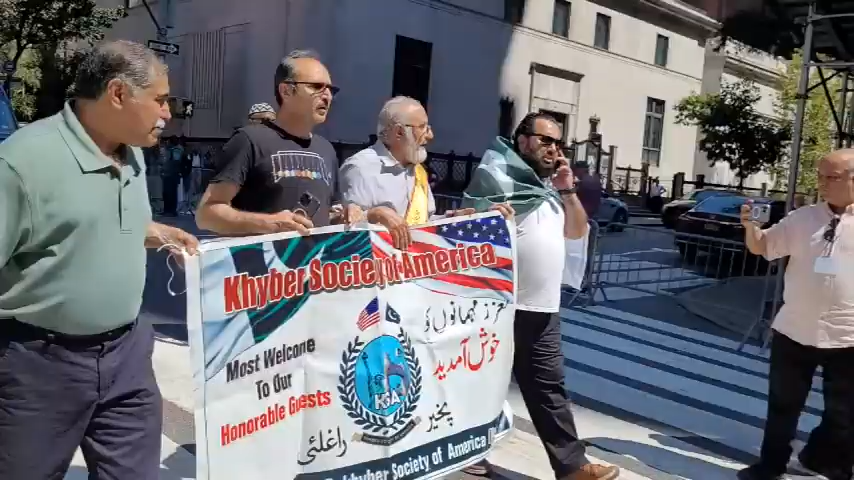 Khyber Society of America
Most Welcome
To Our
Honorable Guests
معزز مہمانوں کو
خوش آمدید
KSA
پخیر راغلئ
Khyber Society of America